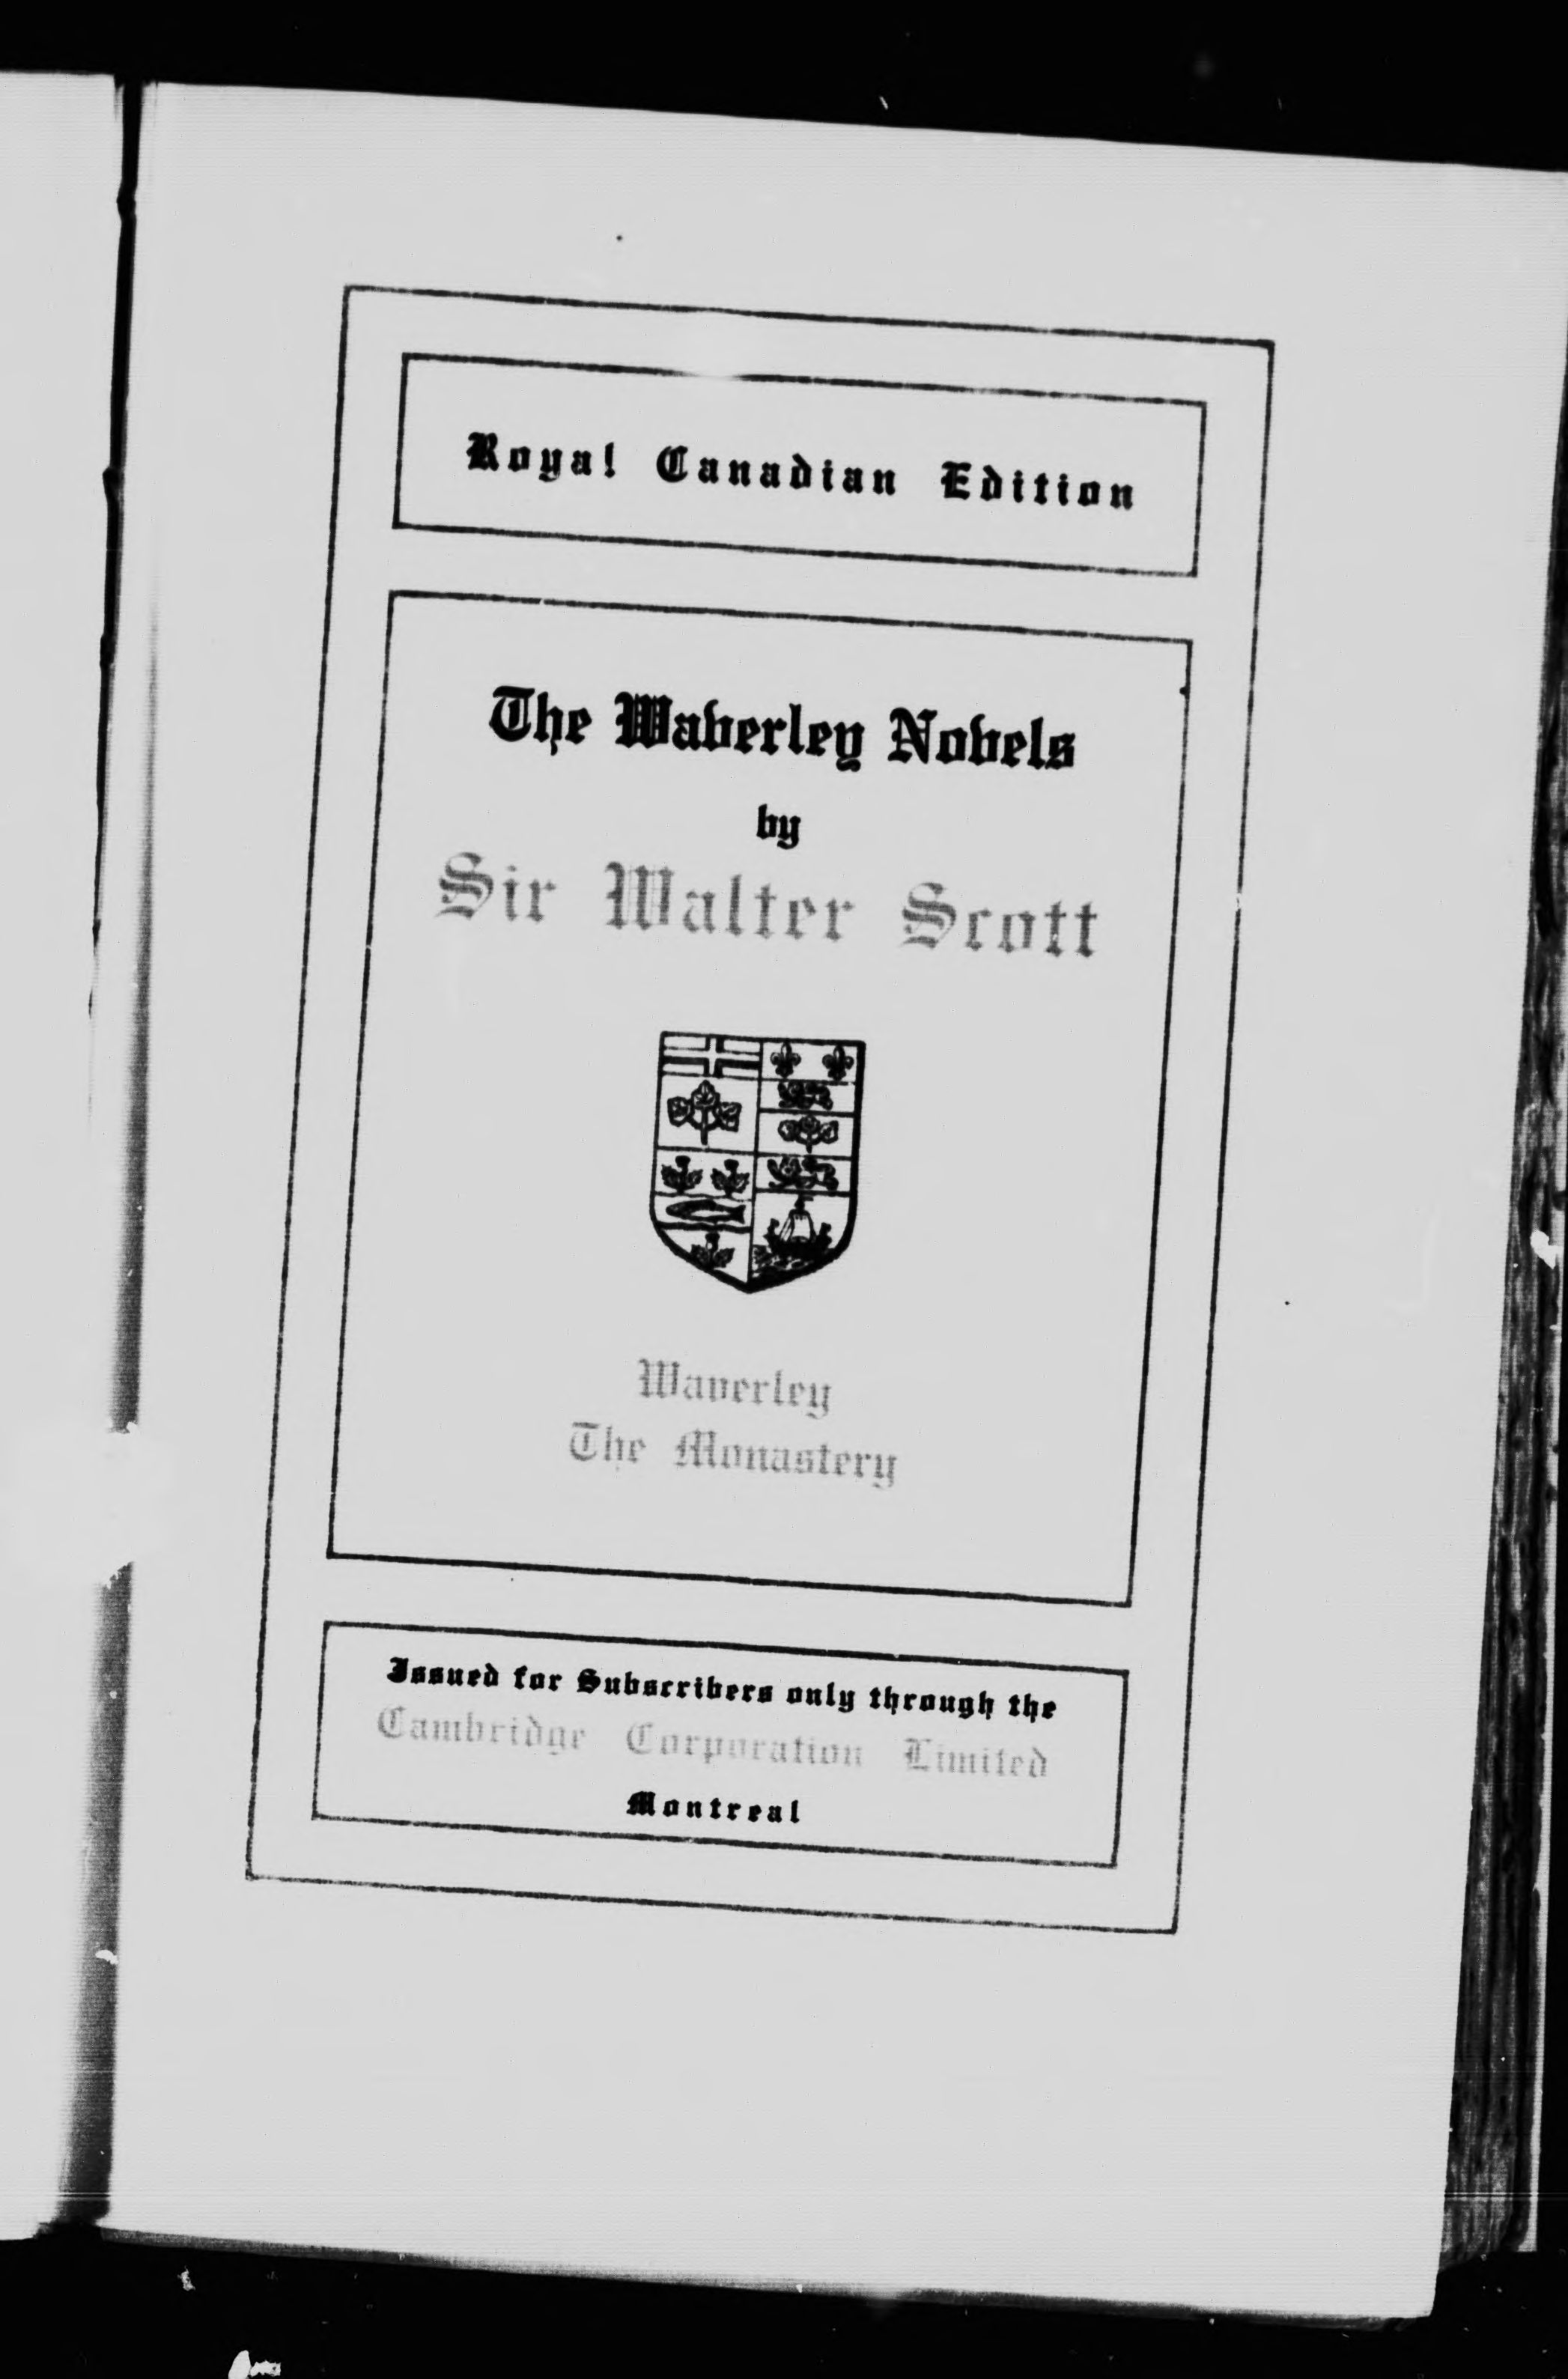 Royal Canadian Edition
The Waverley Novels
by
Sir Walter Scott
Waverley
The Monastery
Issued for Subscribers only through the
Cambridge Corporation Limited
Montreal